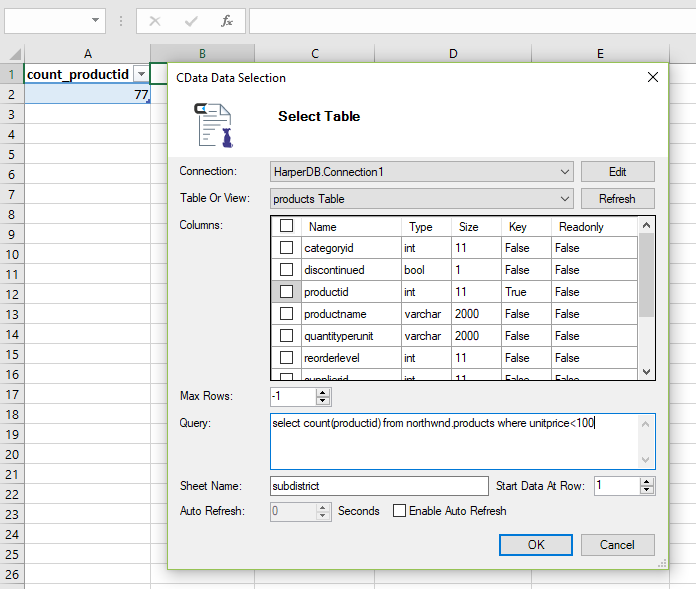 fx
A B C D E
1 count_productid
2 77
3
4
5
6
7
8
9
10
11
12
13
14
15
16
17
18
19
20
21
22
23
24
25
26
CData Data Selection
Select Table
Connection: HarperDB.Connection1 Edit
Table Or View: products Table Refresh
Columns: Name Type Size Key Readonly
categoryid int 11 False False
discontinued bool 1 False False
productid int 11 True False
productname varchar 2000 False False
quantityperunit varchar 2000 False False
reorderlevel int 11 False False
supplierid int 11 False False
Max Rows: -1
Query: select count(productid) from northwnd.products where unitprice<100
Sheet Name: subdistrict Start Data At Row: 1
Auto Refresh: 0 Seconds Enable Auto Refresh
OK Cancel